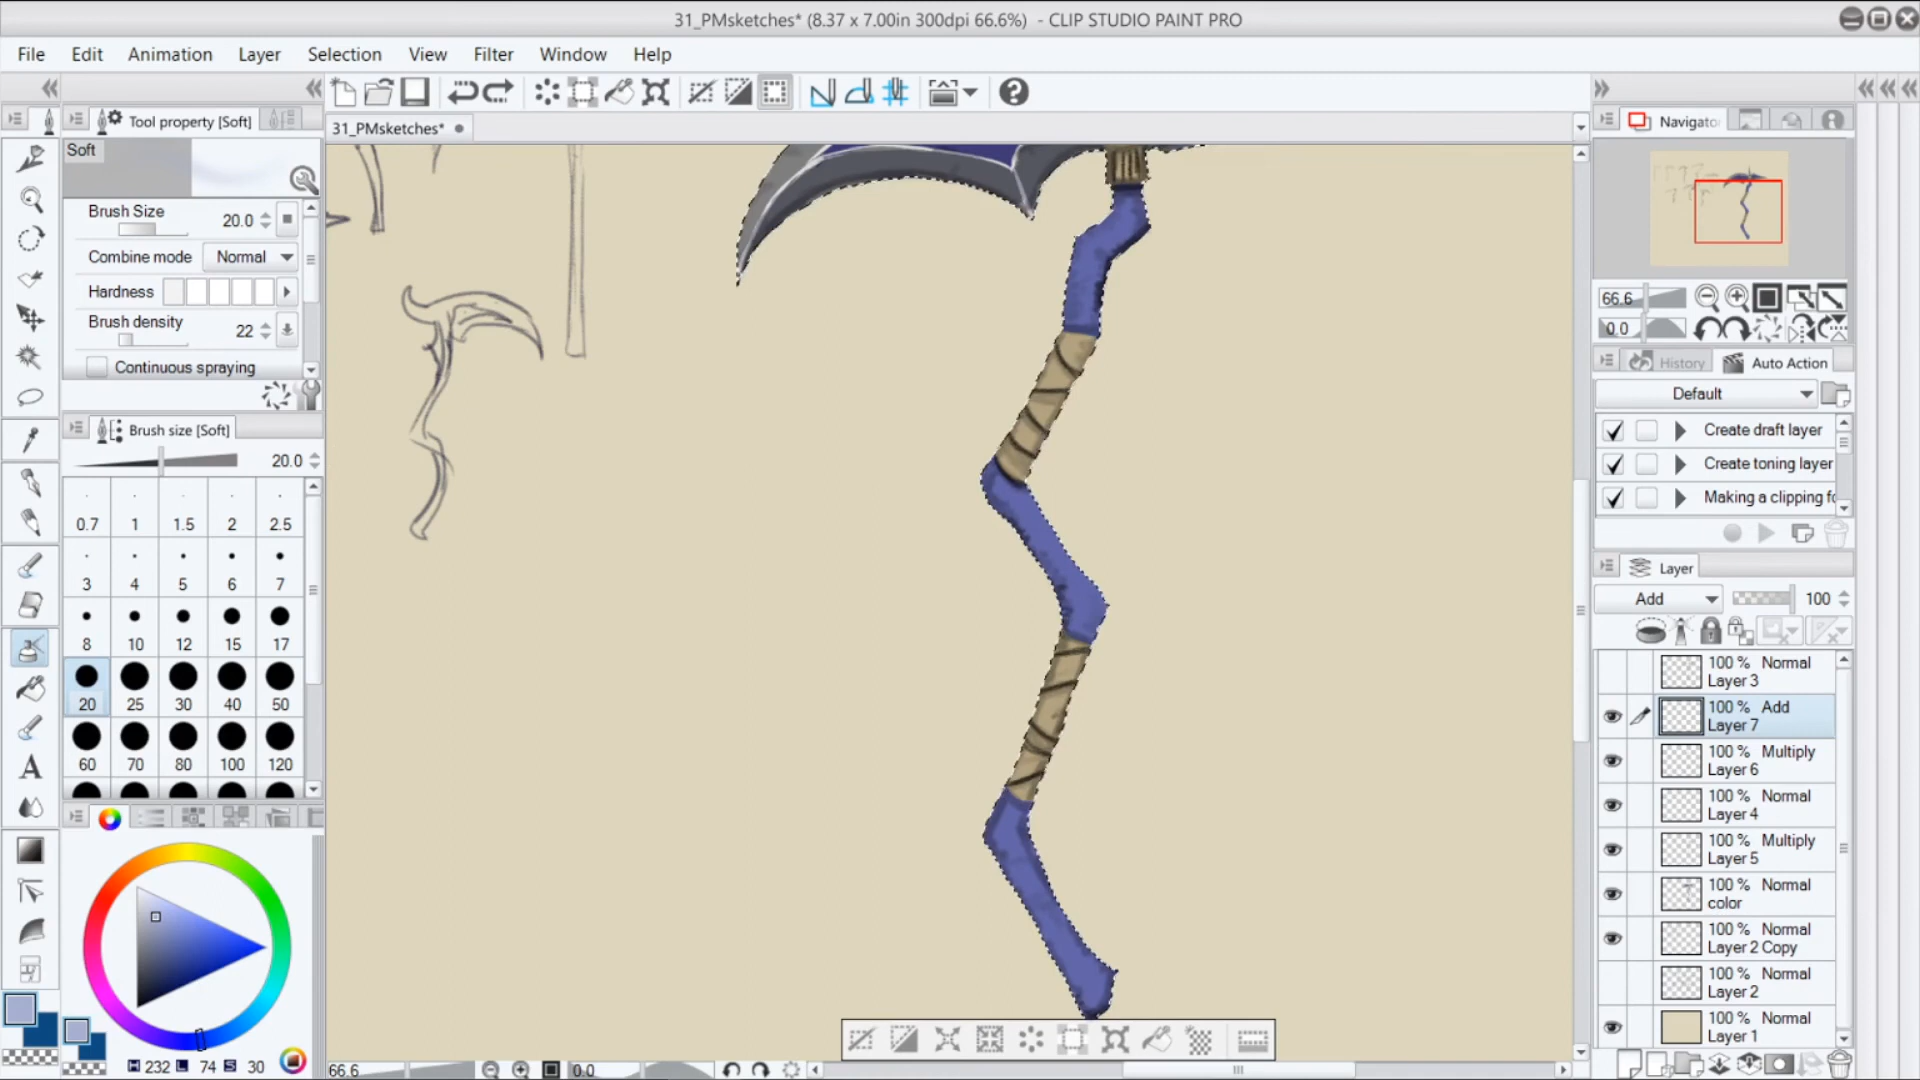 31_PMsketches* (8.37 x 7.00in 300dpi 66.6%) - CLIP STUDIO PAINT PRO
File Edit Animation Layer Selection View Filter Window Help
Tool property [Soft]
31_PMsketches*
Navigato
Soft
Brush Size 20.0
Combine mode Normal
Hardness
Brush density 22
Continuous spraying
66.6
0.0
History Auto Action
Default
Create draft layer
Create toning layer
Making a clipping fo
Brush size [Soft]
20.0
0.7 1 1.5 2 2.5
3 4 5 6 7
8 10 12 15 17
20 25 30 40 50
60 70 80 100 120
Layer
Add 100
100 % Normal
Layer 3
100 % Add
Layer 7
100 % Multiply
Layer 6
100 % Normal
Layer 4
100 % Multiply
Layer 5
100 % Normal
color
100 % Normal
Layer 2 Copy
100 % Normal
Layer 2
100 % Normal
Layer 1
A
H 232 L 74 S 30
66.6 0.0